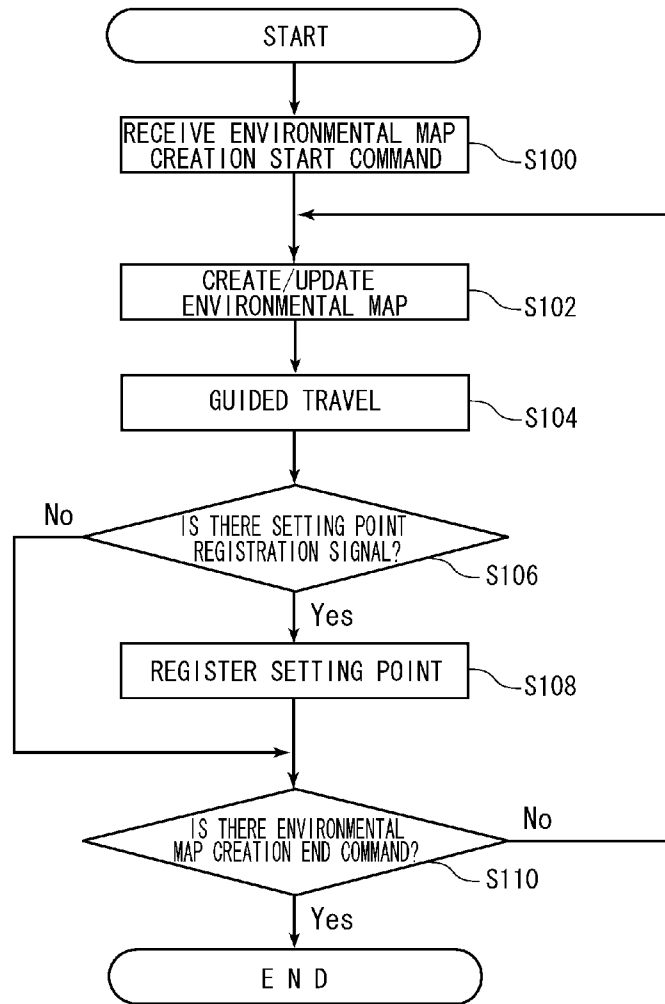 START
RECEIVE ENVIRONMENTAL MAP
CREATION START COMMAND
S100
CREATE/UPDATE
ENVIRONMENTAL MAP
S102
GUIDED TRAVEL
S104
No
IS THERE SETTING POINT
REGISTRATION SIGNAL?
S106
Yes
REGISTER SETTING POINT
S108
IS THERE ENVIRONMENTAL
MAP CREATION END COMMAND?
No
S110
Yes
E N D